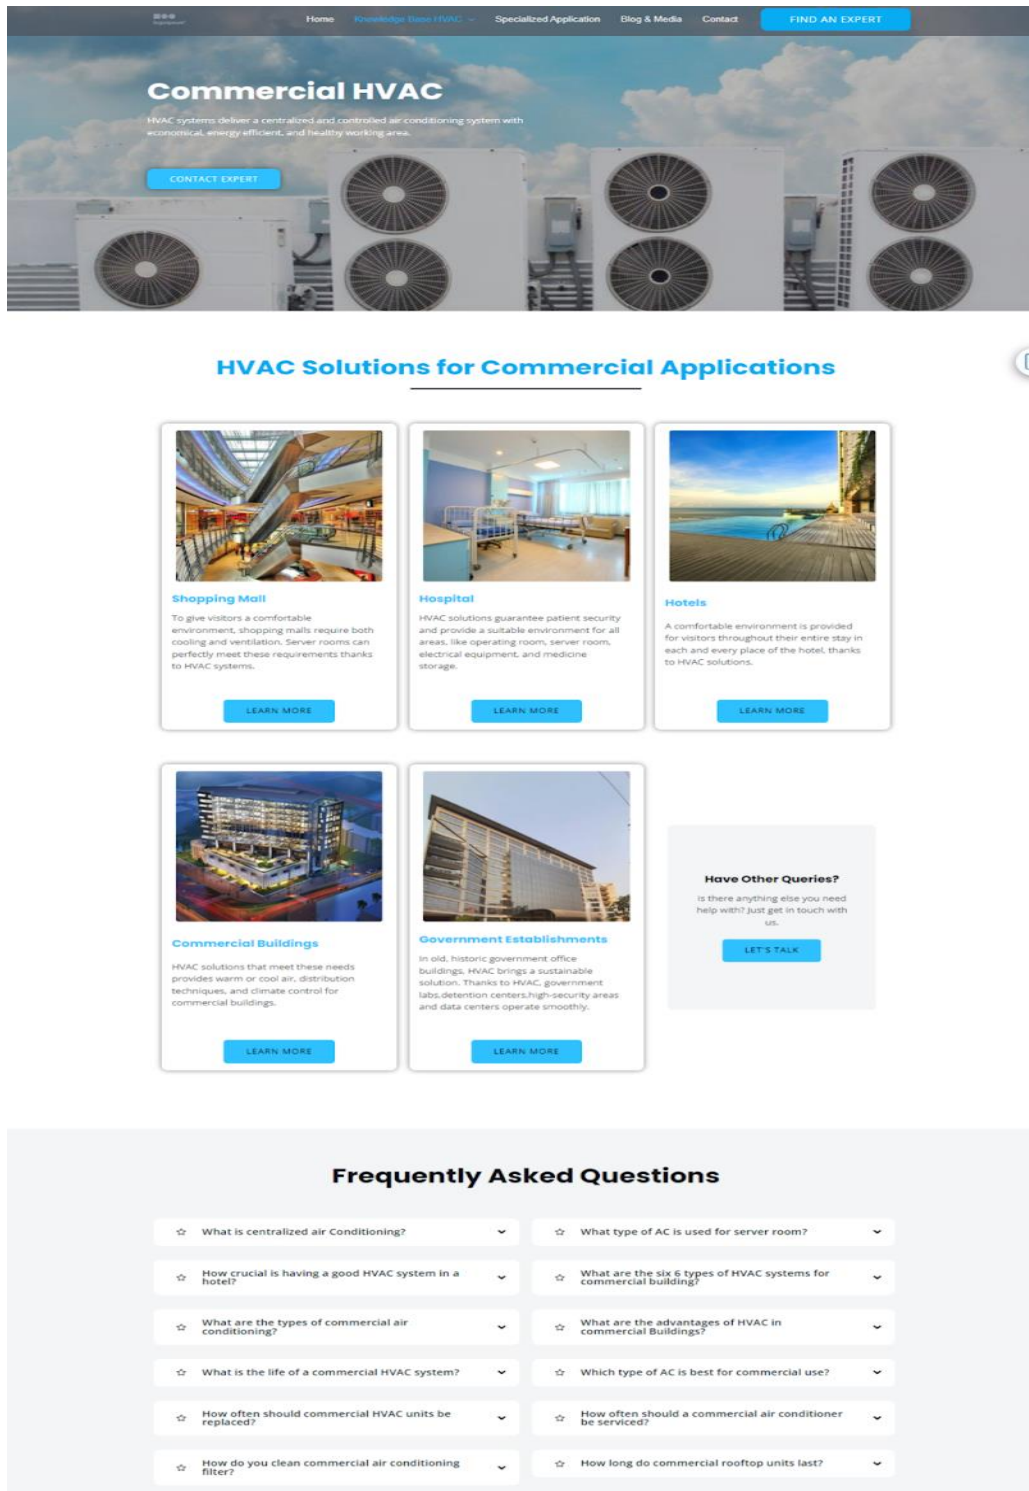 Home Knowledge Base HVAC Specialized Application Blog & Media Contact FIND AN EXPERT
Commercial HVAC
HVAC systems deliver a centralized and controlled air conditioning system with
economical, energy efficient, and healthy working area.
CONTACT EXPERT
HVAC Solutions for Commercial Applications
Shopping Mall
To give visitors a comfortable
environment, shopping malls require both
cooling and ventilation. Server rooms can
perfectly meet these requirements thanks
to HVAC systems.
LEARN MORE
Hospital
HVAC solutions guarantee patient security
and provide a suitable environment for all
areas, like operating room, server room,
electrical equipment, and medicine
storage.
LEARN MORE
Hotels
A comfortable environment is provided
for visitors throughout their entire stay in
each and every place of the hotel, thanks
to HVAC solutions.
LEARN MORE
Commercial Buildings
HVAC solutions that meet these needs
provides warm or cool air, distribution
techniques, and climate control for
commercial buildings.
LEARN MORE
Government Establishments
In old, historic government office
buildings, HVAC brings a sustainable
solution. Thanks to HVAC, government
labs,detention centers,high-security areas
and data centers operate smoothly.
LEARN MORE
Have Other Queries?
Is there anything else you need
help with? Just get in touch with
us.
LET'S TALK
Frequently Asked Questions
What is centralized air Conditioning?
What type of AC is used for server room?
How crucial is having a good HVAC system in a
hotel?
What are the six 6 types of HVAC systems for
commercial building?
What are the types of commercial air
conditioning?
What are the advantages of HVAC in
commercial Buildings?
What is the life of a commercial HVAC system?
Which type of AC is best for commercial use?
How often should commercial HVAC units be
replaced?
How often should a commercial air conditioner
be serviced?
How do you clean commercial air conditioning
filter?
How long do commercial rooftop units last?